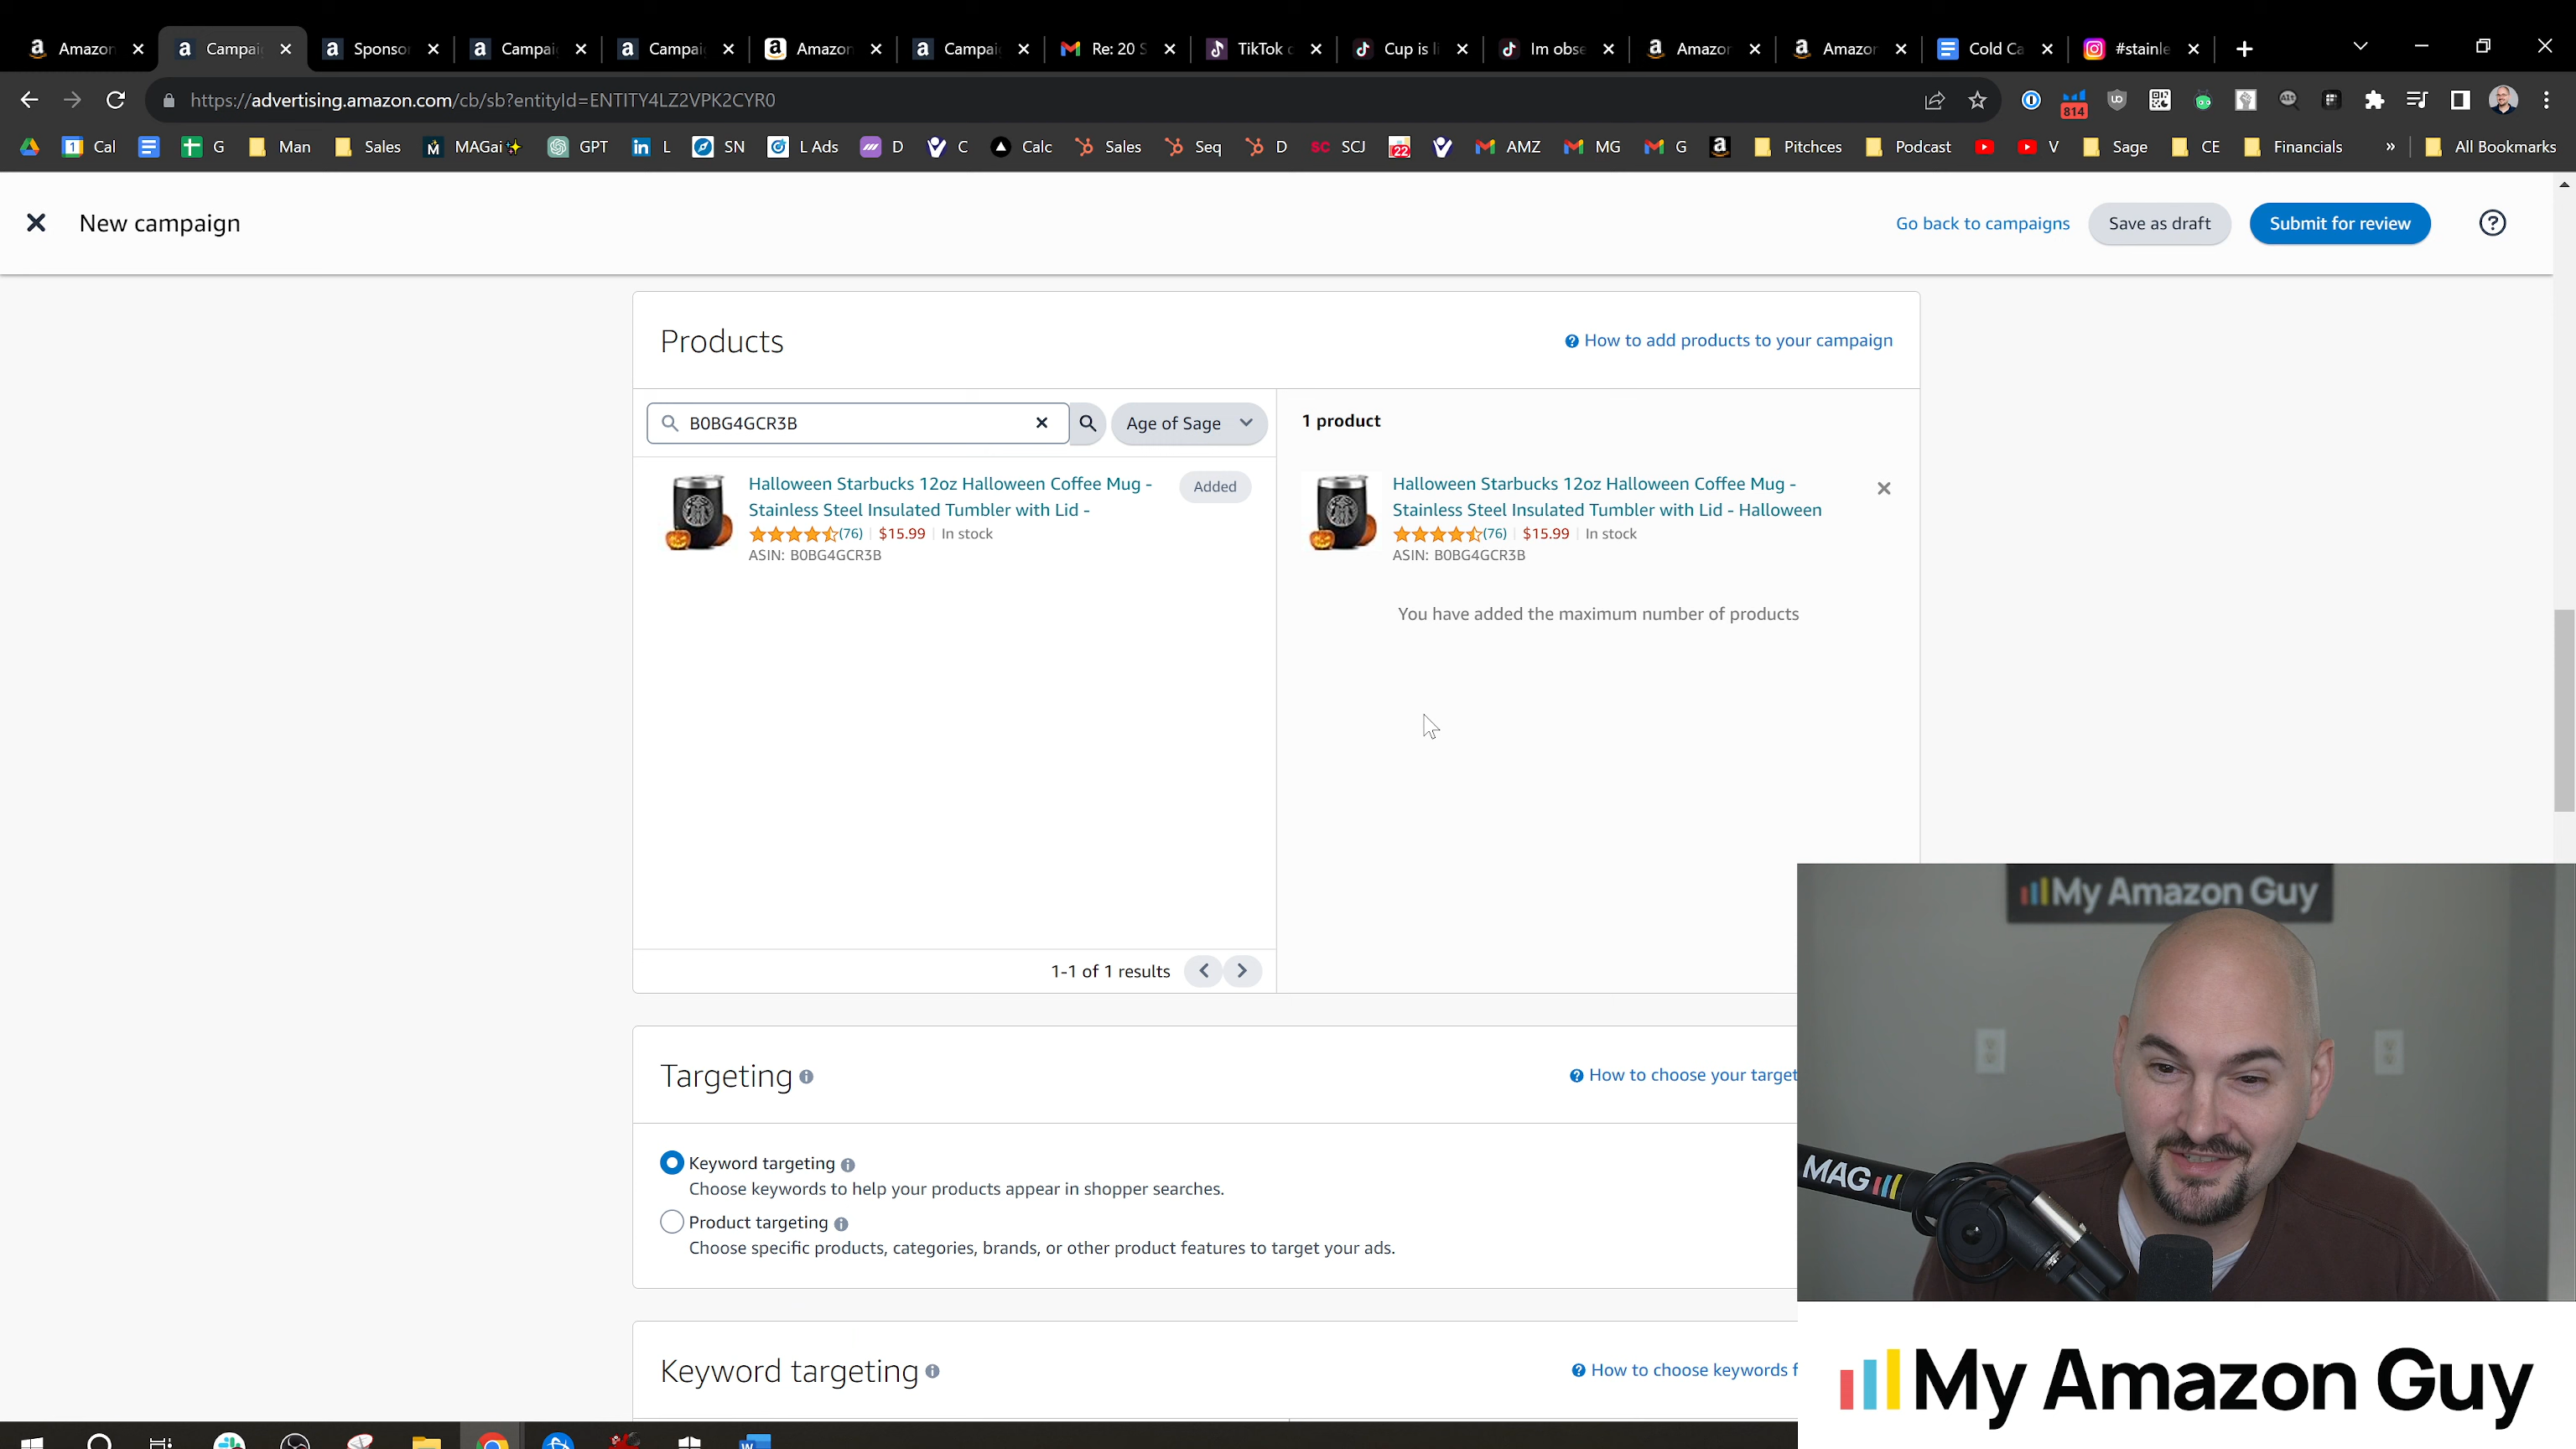 Amazon
Campai
Sponso
Campai
Campai
Amazon
Campai
Re: 20 S
TikTok c
Cup is li
Im obse
Amazor
Amazor
Cold Ca
#stainle
https://advertising.amazon.com/cb/sb?entityId=ENTITY4LZ2VPK2CYR0
814
Cal
G
Man
Sales
MAGai
GPT
L
SN
L Ads
D
C
Calc
Sales
Seq
D
SCJ
22
AMZ
MG
G
Pitchces
Podcast
V
Sage
CE
Financials
»
All Bookmarks
New campaign
Go back to campaigns
Save as draft
Submit for review
Products
How to add products to your campaign
B0BG4GCR3B
Age of Sage
1 product
Halloween Starbucks 12oz Halloween Coffee Mug -
Stainless Steel Insulated Tumbler with Lid -
(76) | $15.99 | In stock
ASIN: B0BG4GCR3B
Added
Halloween Starbucks 12oz Halloween Coffee Mug -
Stainless Steel Insulated Tumbler with Lid - Halloween
(76) | $15.99 | In stock
ASIN: B0BG4GCR3B
You have added the maximum number of products
1-1 of 1 results
Targeting
How to choose your target
Keyword targeting
Choose keywords to help your products appear in shopper searches.
Product targeting
Choose specific products, categories, brands, or other product features to target your ads.
Keyword targeting
How to choose keywords f
My Amazon Guy
MAG
My Amazon Guy